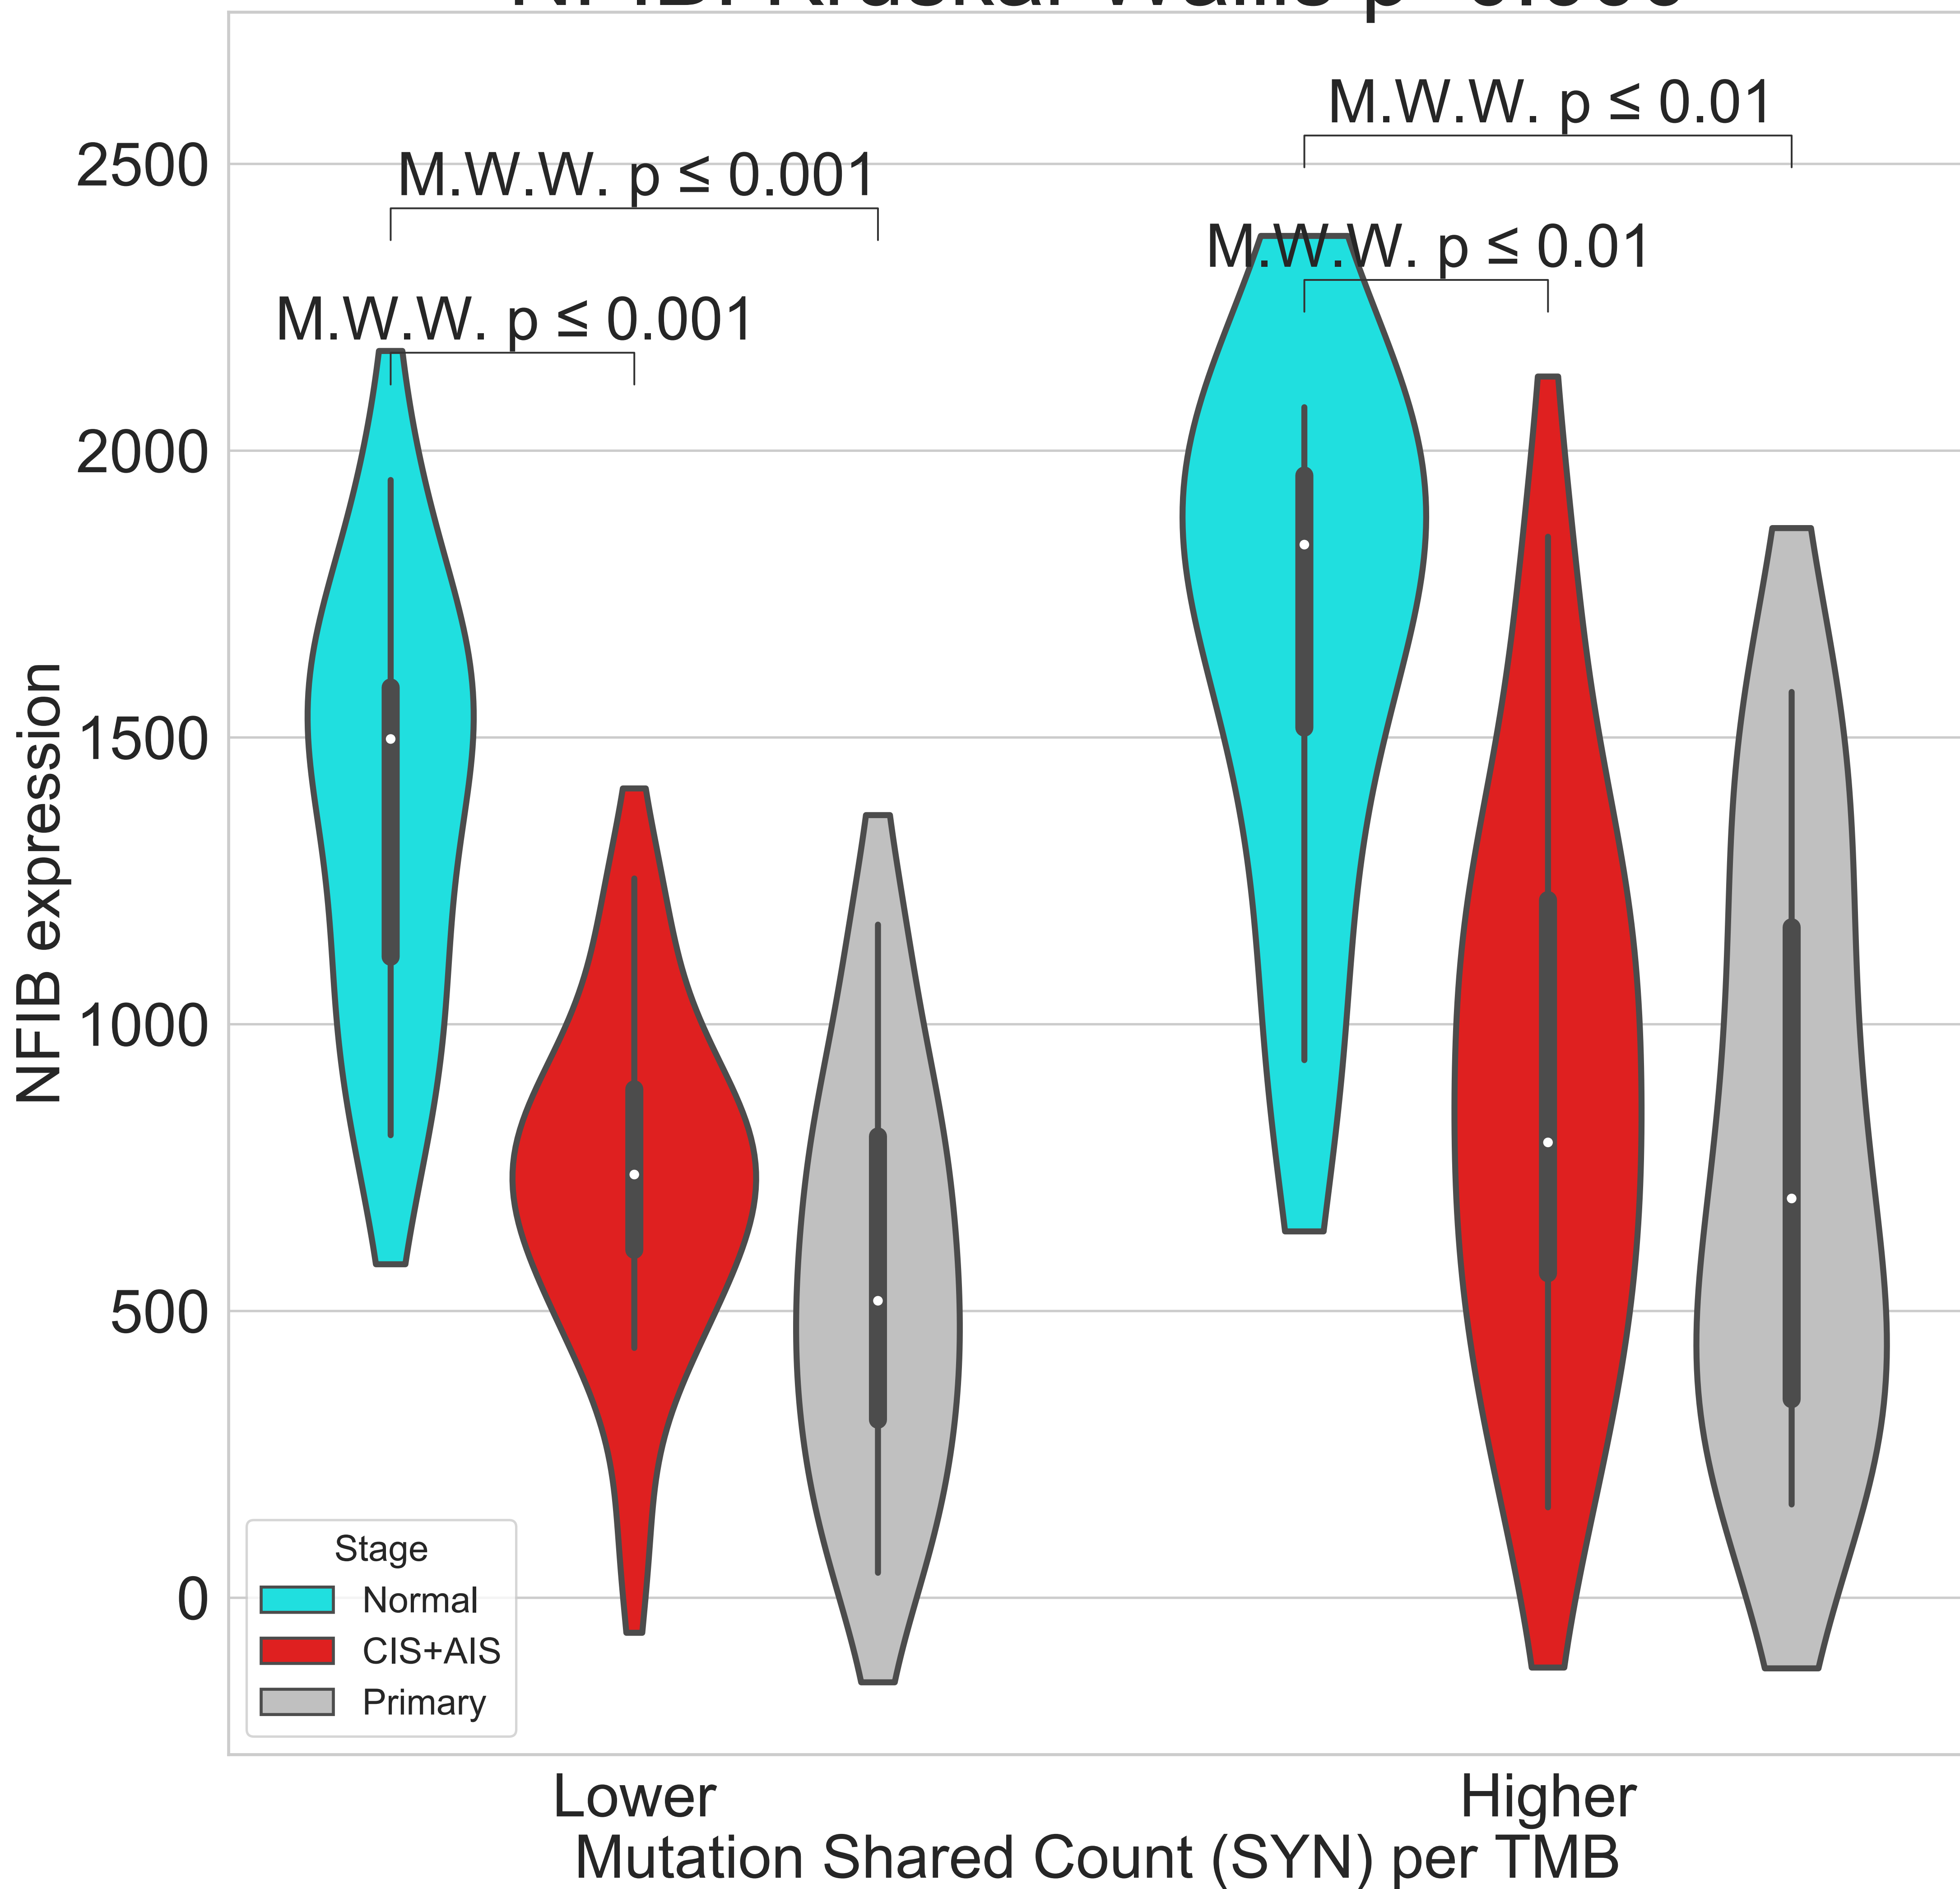 M.W.W. p ≤ 0.01
2500
M.W.W. p ≤ 0.001
M.W.W. p ≤ 0.01
M.W.W. p ≤ 0.001
2000
NFIB expression
1500
1000
500
0
Stage
Normal
CIS+AIS
Primary
Lower
Higher
Mutation Shared Count (SYN) per TMB